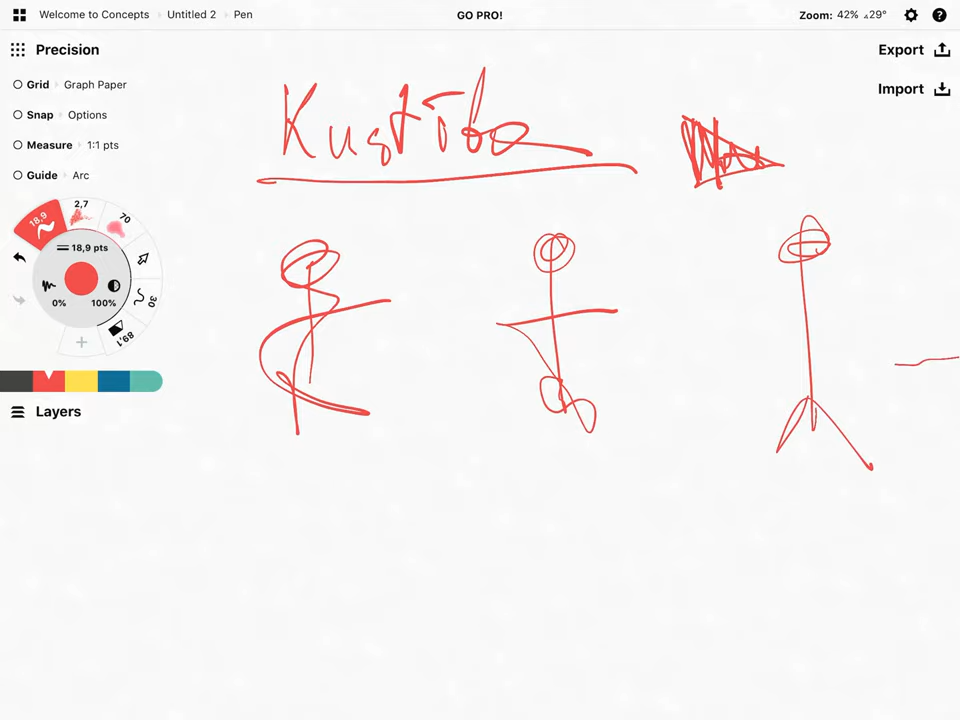 Welcome to Concepts › Untitled 2 › Pen
GO PRO!
Zoom: 42% 29°
Precision
Export
Import
Grid › Graph Paper
Snap › Options
Measure › 1:1 pts
Guide › Arc
18,9
2,7
70
30
89,1
18,9 pts
0%
100%
Layers